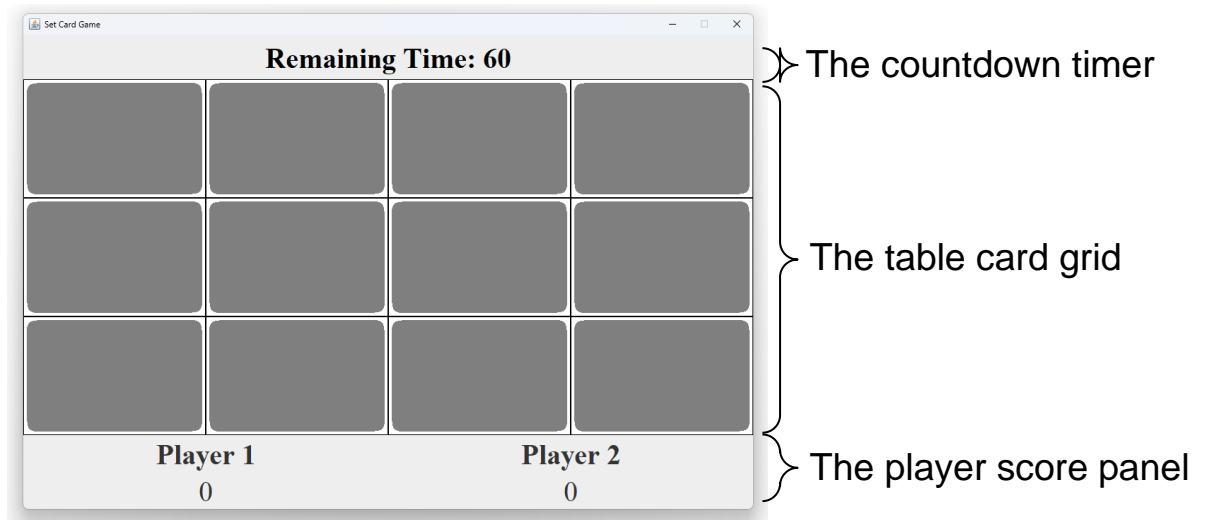 Set Card Game
Remaining Time: 60
The countdown timer
The table card grid
Player 1
Player 2
0
0
The player score panel